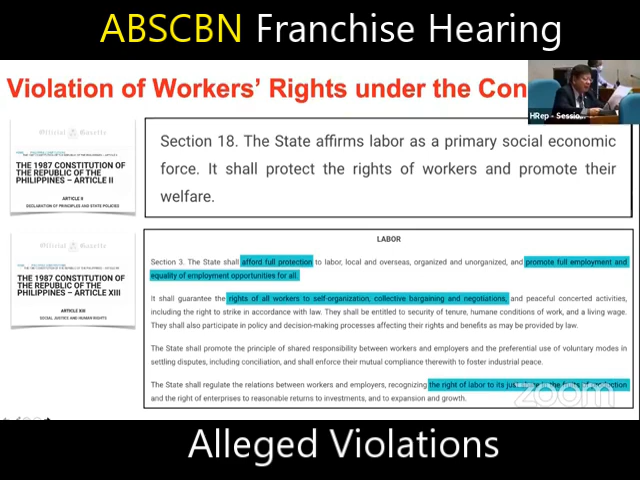 ABSCBN Franchise Hearing
Violation of Workers' Rights under the Con
HRep - Sessio
Official Gazette
THE 1987 CONSTITUTION
OF THE REPUBLIC OF THE
PHILIPPINES – ARTICLE II
ARTICLE II
DECLARATION OF PRINCIPLES AND STATE POLICIES
Section 18. The State affirms labor as a primary social economic
force. It shall protect the rights of workers and promote their
welfare.
Official Gazette
THE 1987 CONSTITUTION
OF THE REPUBLIC OF THE
PHILIPPINES – ARTICLE XIII
ARTICLE XIII
SOCIAL JUSTICE AND HUMAN RIGHTS
LABOR
Section 3. The State shall afford full protection to labor, local and overseas, organized and unorganized, and promote full employment and
equality of employment opportunities for all.
It shall guarantee the rights of all workers to self-organization, collective bargaining and negotiations, and peaceful concerted activities,
including the right to strike in accordance with law. They shall be entitled to security of tenure, humane conditions of work, and a living wage.
They shall also participate in policy and decision-making processes affecting their rights and benefits as may be provided by law.
The State shall promote the principle of shared responsibility between workers and employers and the preferential use of voluntary modes in
settling disputes, including conciliation, and shall enforce their mutual compliance therewith to foster industrial peace.
The State shall regulate the relations between workers and employers, recognizing the right of labor to its just
and the right of enterprises to reasonable returns to investments, and to expansion and growth.
zoom
Alleged Violations